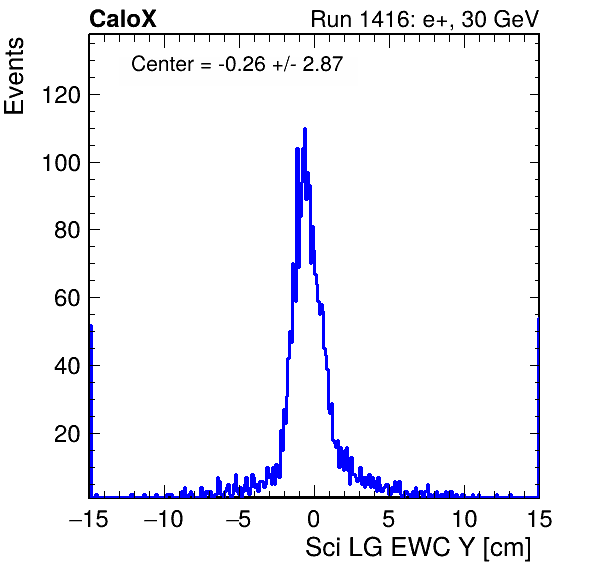 CaloX Run 1416: e+, 30 GeV
Events
Center = -0.26 +/- 2.87
120
100
80
60
40
20
−15 −10 −5 0 5 10 15
Sci LG EWC Y [cm]